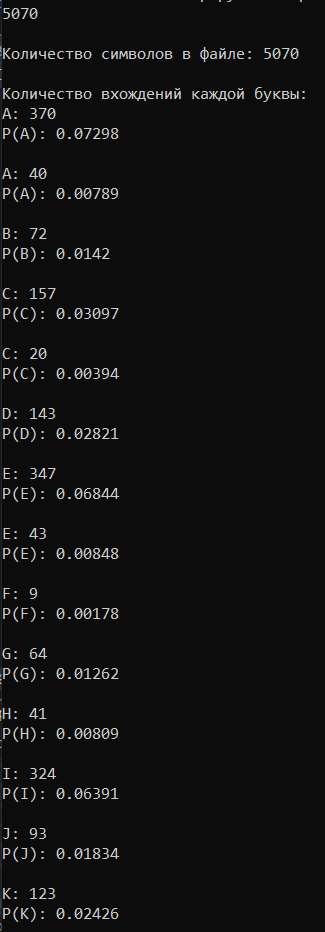 5070
Количество символов в файле: 5070
Количество вхождений каждой буквы:
A: 370
P(A): 0.07298
A: 40
P(A): 0.00789
B: 72
P(B): 0.0142
C: 157
P(C): 0.03097
C: 20
P(C): 0.00394
D: 143
P(D): 0.02821
E: 347
P(E): 0.06844
E: 43
P(E): 0.00848
F: 9
P(F): 0.00178
G: 64
P(G): 0.01262
H: 41
P(H): 0.00809
I: 324
P(I): 0.06391
J: 93
P(J): 0.01834
K: 123
P(K): 0.02426